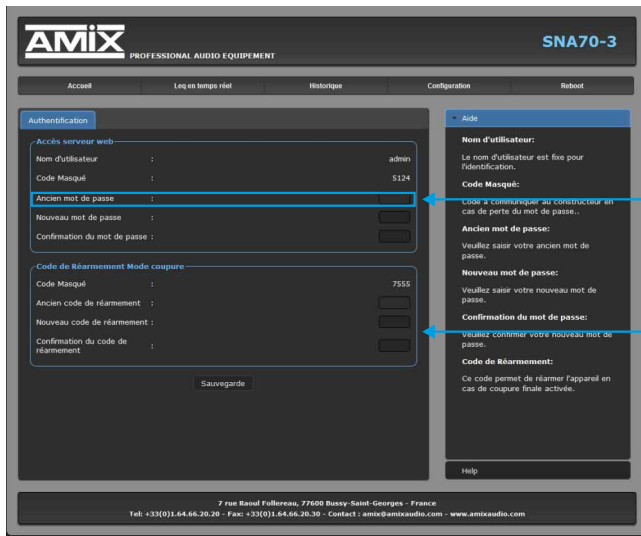 AMIX
PROFESSIONAL AUDIO EQUIPEMENT
SNA70-3
Accueil Leq en temps réel Historique Configuration Reboot
Authentification
Accès serveur web
Nom d'utilisateur : admin
Code Masqué : 5124
Ancien mot de passe :
Nouveau mot de passe :
Confirmation du mot de passe :
Code de Réarmement Mode coupure
Code Masqué : 7555
Ancien code de réarmement :
Nouveau code de réarmement :
Confirmation du code de
réarmement :
Sauvegarde
Aide
Nom d'utilisateur:
Le nom d'utilisateur est fixe pour
l'identification.
Code Masqué:
Code à communiquer au constructeur en
cas de perte du mot de passe..
Ancien mot de passe:
Veuillez saisir votre ancien mot de
passe.
Nouveau mot de passe:
Veuillez saisir votre nouveau mot de
passe.
Confirmation du mot de passe:
Veuillez confirmer votre nouveau mot de
passe.
Code de Réarmement:
Ce code permet de réarmer l'appareil en
cas de coupure finale activée.
Help
7 rue Raoul Follereau, 77600 Bussy-Saint-Georges - France
Tel: +33(0)1.64.66.20.20 - Fax: +33(0)1.64.66.20.30 - Contact : amix@amixaudio.com - www.amixaudio.com